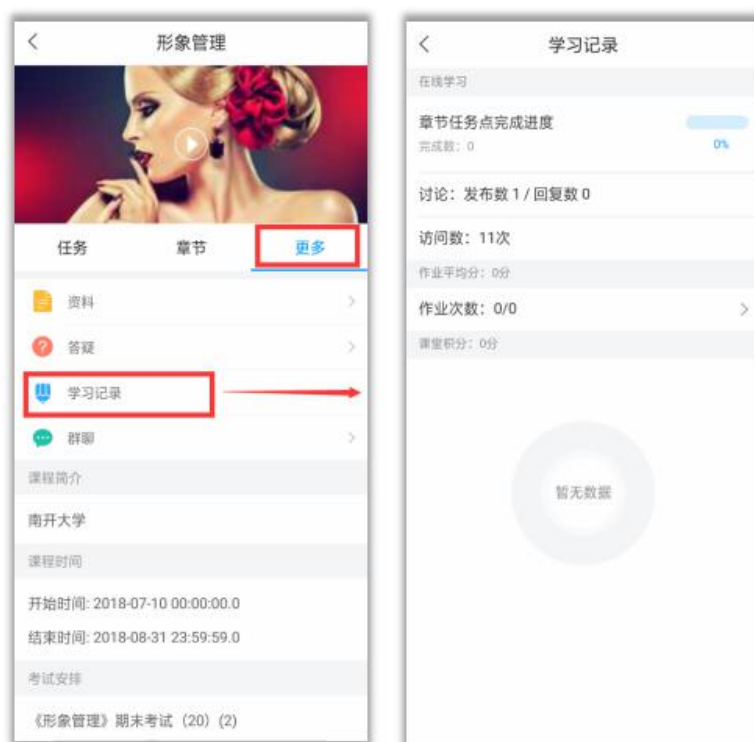 形象管理
任务
章节
更多
资料
答疑
学习记录
群聊
课程简介
南开大学
课程时间
开始时间: 2018-07-10 00:00:00.0
结束时间: 2018-08-31 23:59:59.0
考试安排
《形象管理》期末考试（20）(2)
学习记录
在线学习
章节任务点完成进度
完成数：0
0%
讨论：发布数 1 / 回复数 0
访问数：11次
作业平均分：0分
作业次数：0/0
课堂积分：0分
暂无数据